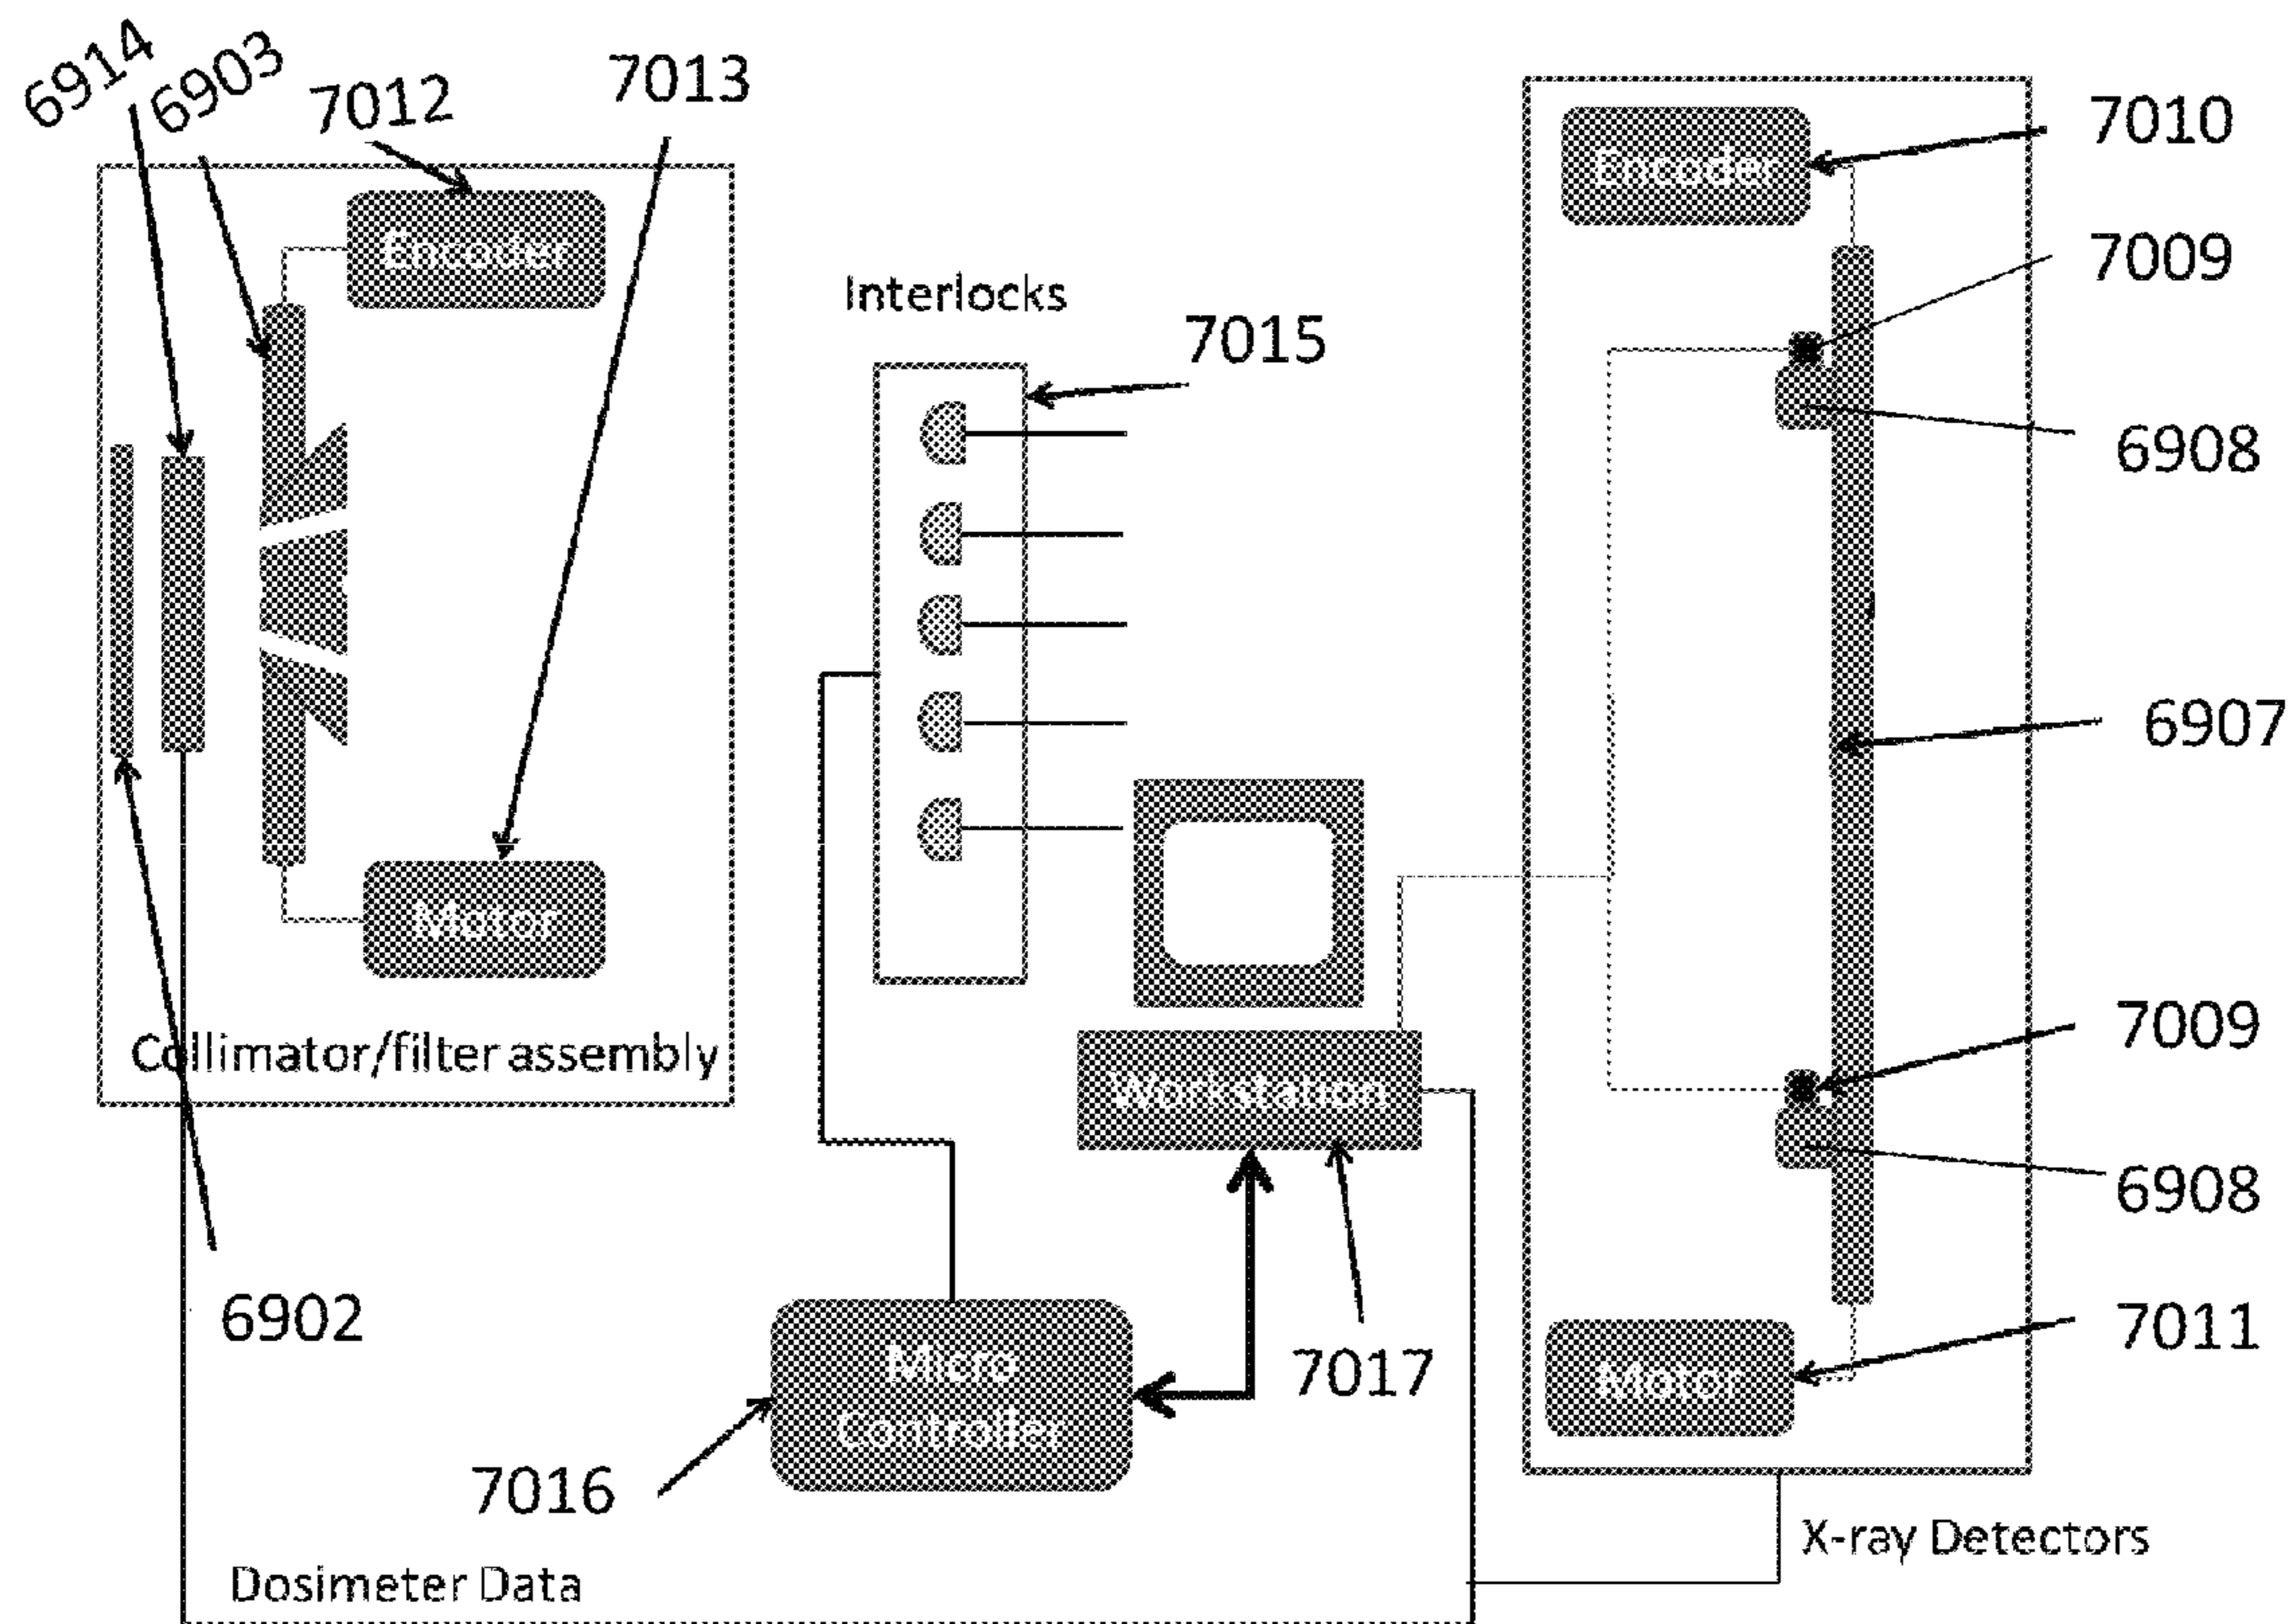 6914
6903
7012
7013
Encoder
Encoder
7010
7009
Interlocks
7015
6908
6907
Motor
Collimator/filter assembly
Workstation
7009
6908
6902
Micro
Controller
7017
Motor
7011
7016
X-ray Detectors
Dosimeter Data